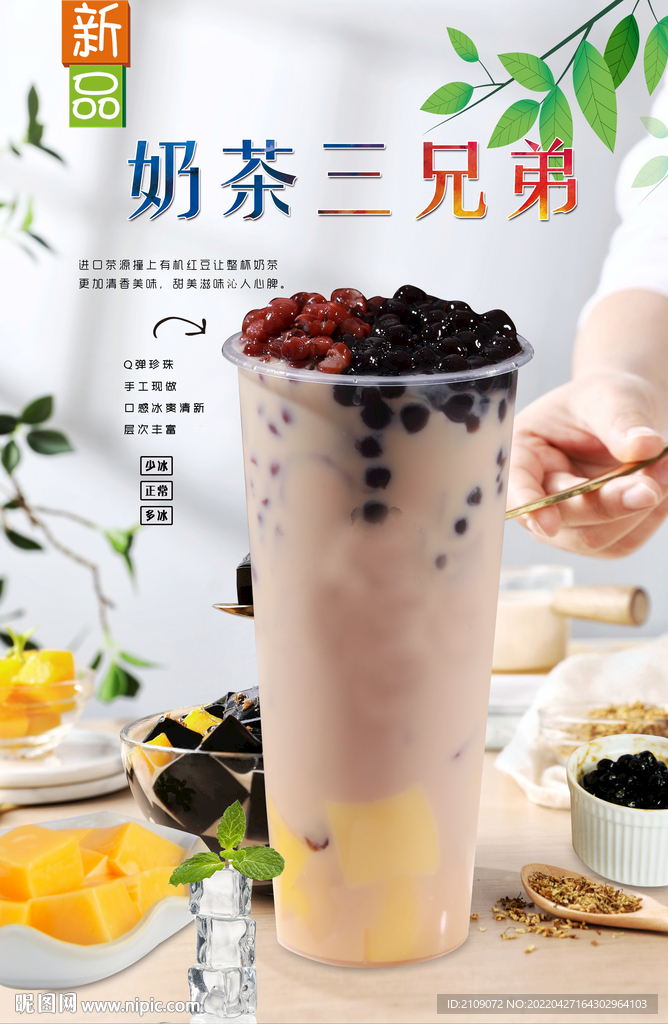 新品
奶茶三兄弟
进口茶源撞上有机红豆让整杯奶茶
更加清香美味，甜美滋味沁人心脾。
Q弹珍珠
手工现做
口感冰爽清新
层次丰富
少冰
正常
多冰
昵图网 www.nipic.com
ID:2109072 NO:20220427164302964103